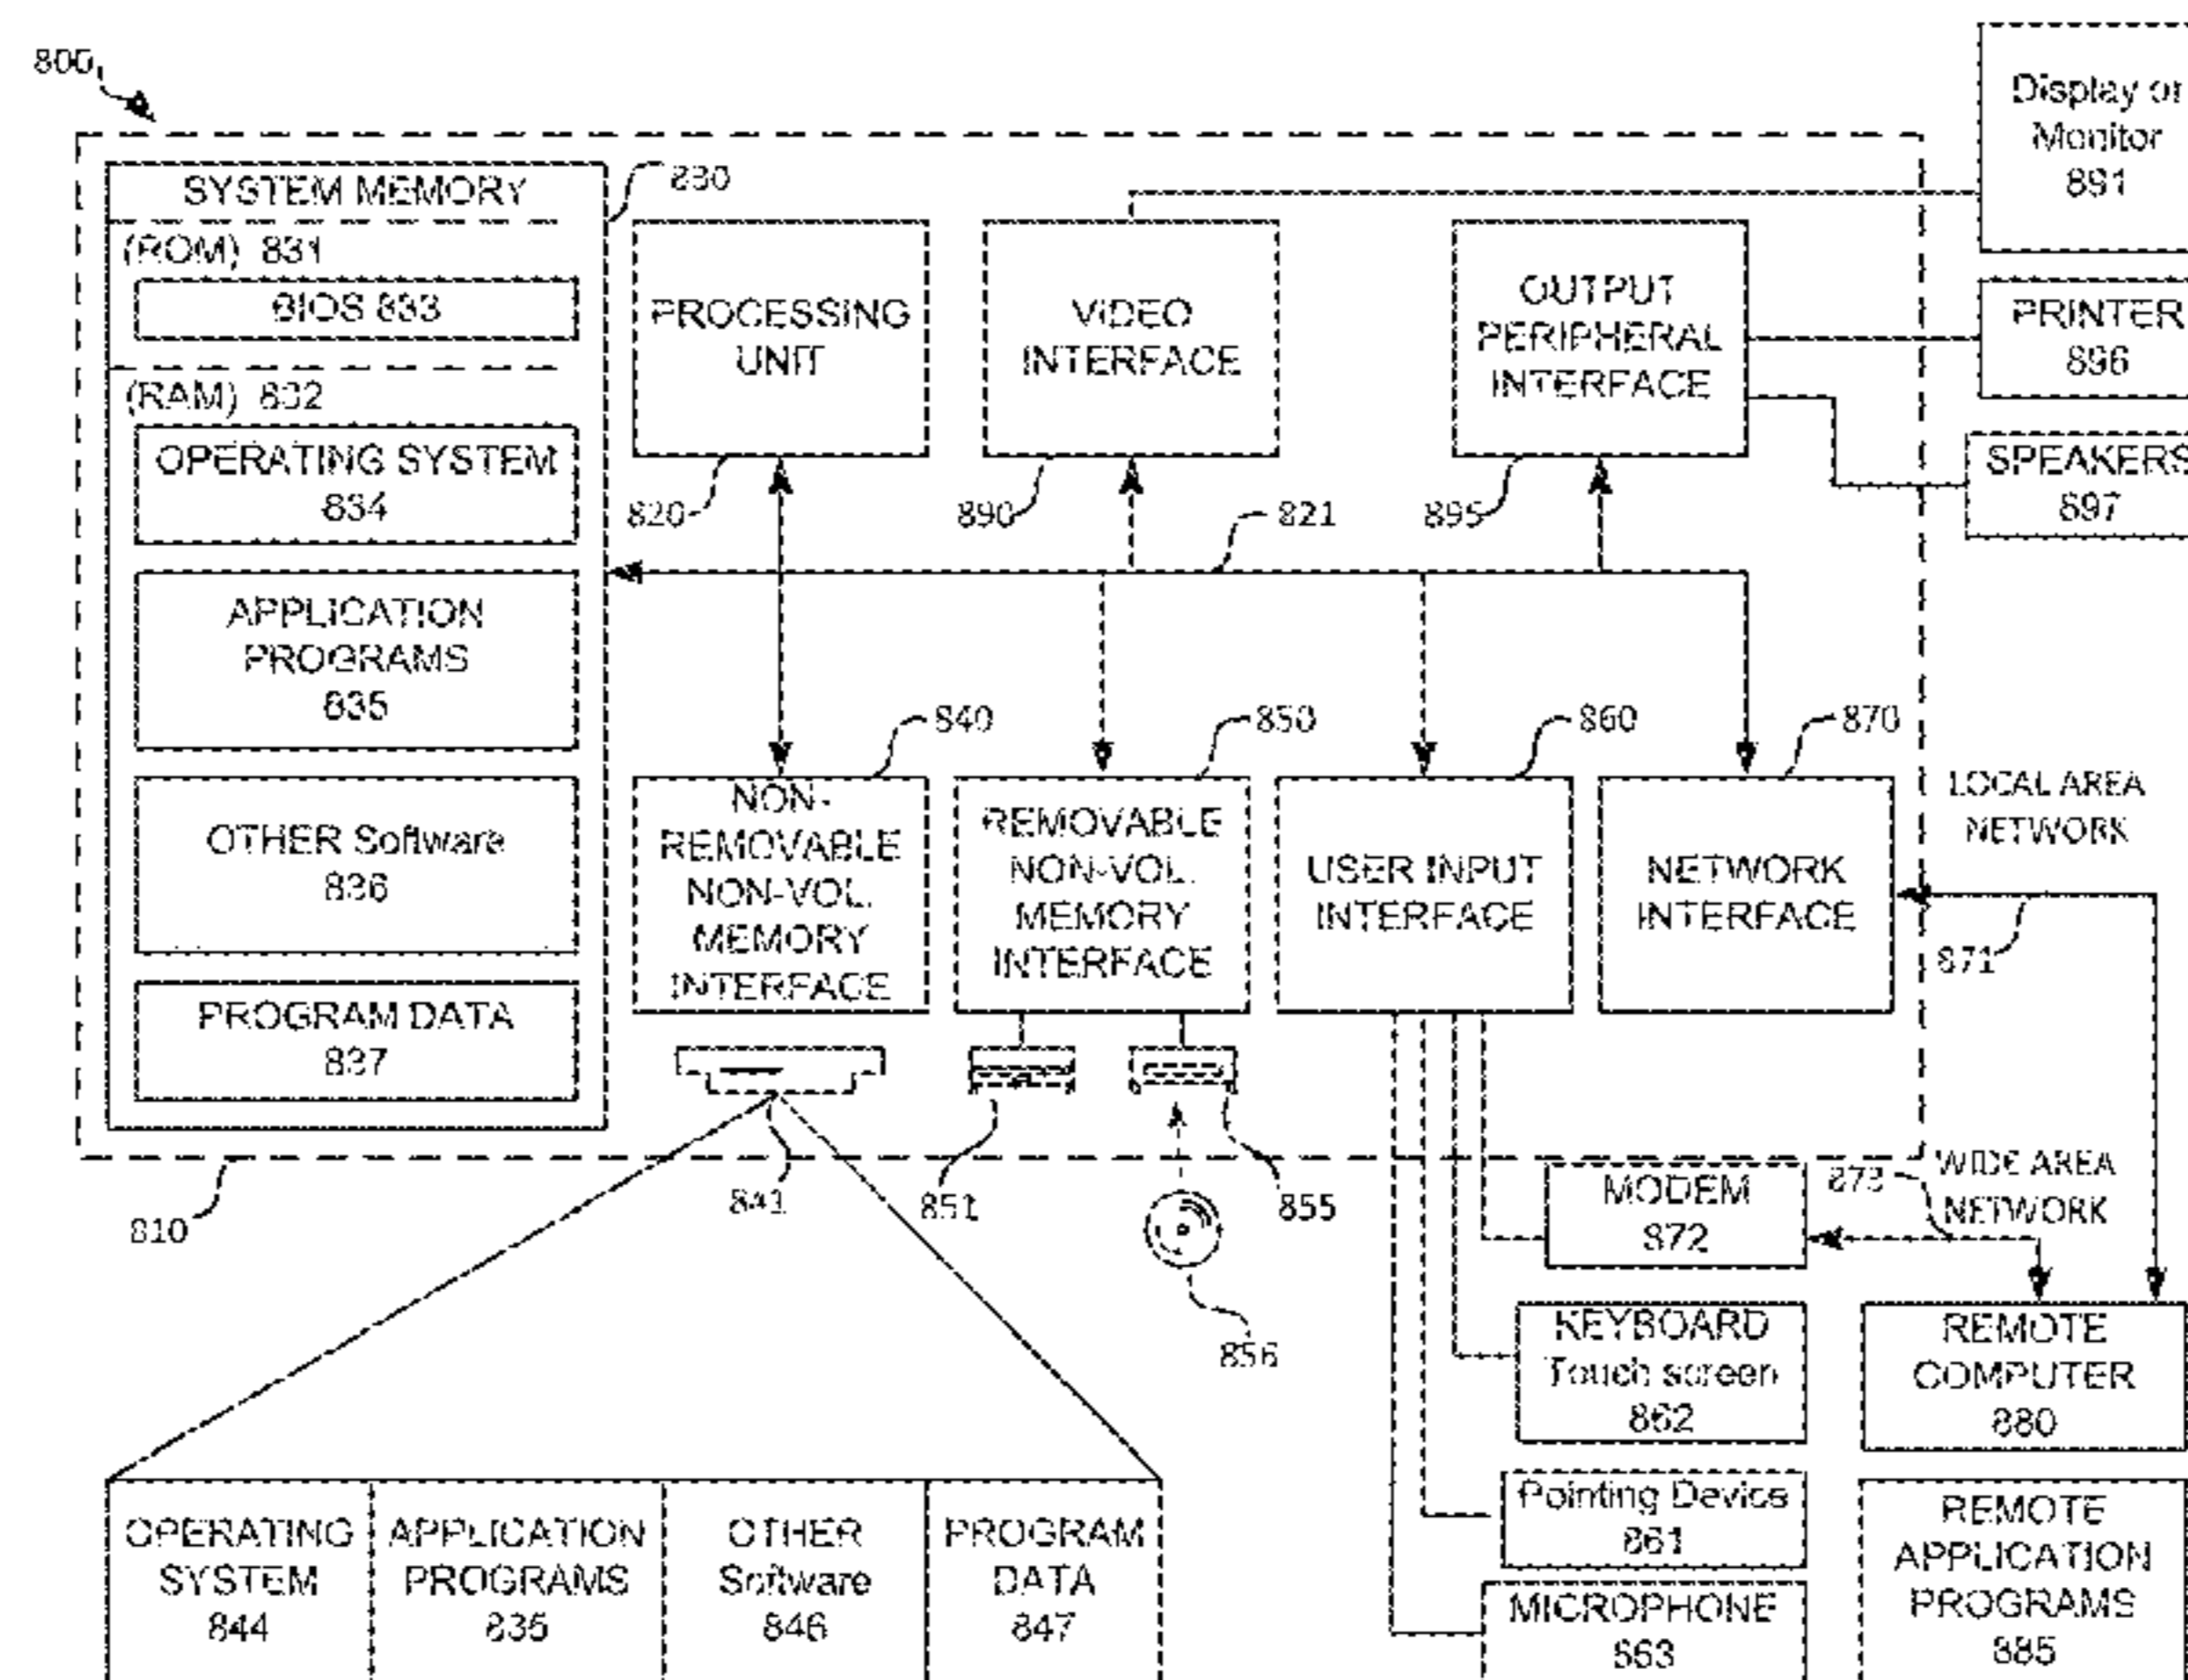 800
Display or
Monitor
891
SYSTEM MEMORY
830
(ROM) 831
BIOS 833
PROCESSING
UNIT
VIDEO
INTERFACE
OUTPUT
PERIPHERAL
INTERFACE
PRINTER
896
(RAM) 832
OPERATING SYSTEM
834
820
890
821
895
SPEAKERS
897
APPLICATION
PROGRAMS
835
840
850
860
870
OTHER Software
836
NON-
REMOVABLE
NON-VOL.
MEMORY
INTERFACE
REMOVABLE
NON-VOL.
MEMORY
INTERFACE
USER INPUT
INTERFACE
NETWORK
INTERFACE
LOCAL AREA
NETWORK
871
PROGRAM DATA
837
810
841
851
855
856
MODEM
872
873
WIDE AREA
NETWORK
KEYBOARD
Touch screen
862
REMOTE
COMPUTER
880
Pointing Device
861
MICROPHONE
863
REMOTE
APPLICATION
PROGRAMS
885
OPERATING
SYSTEM
844
APPLICATION
PROGRAMS
835
OTHER
Software
846
PROGRAM
DATA
847